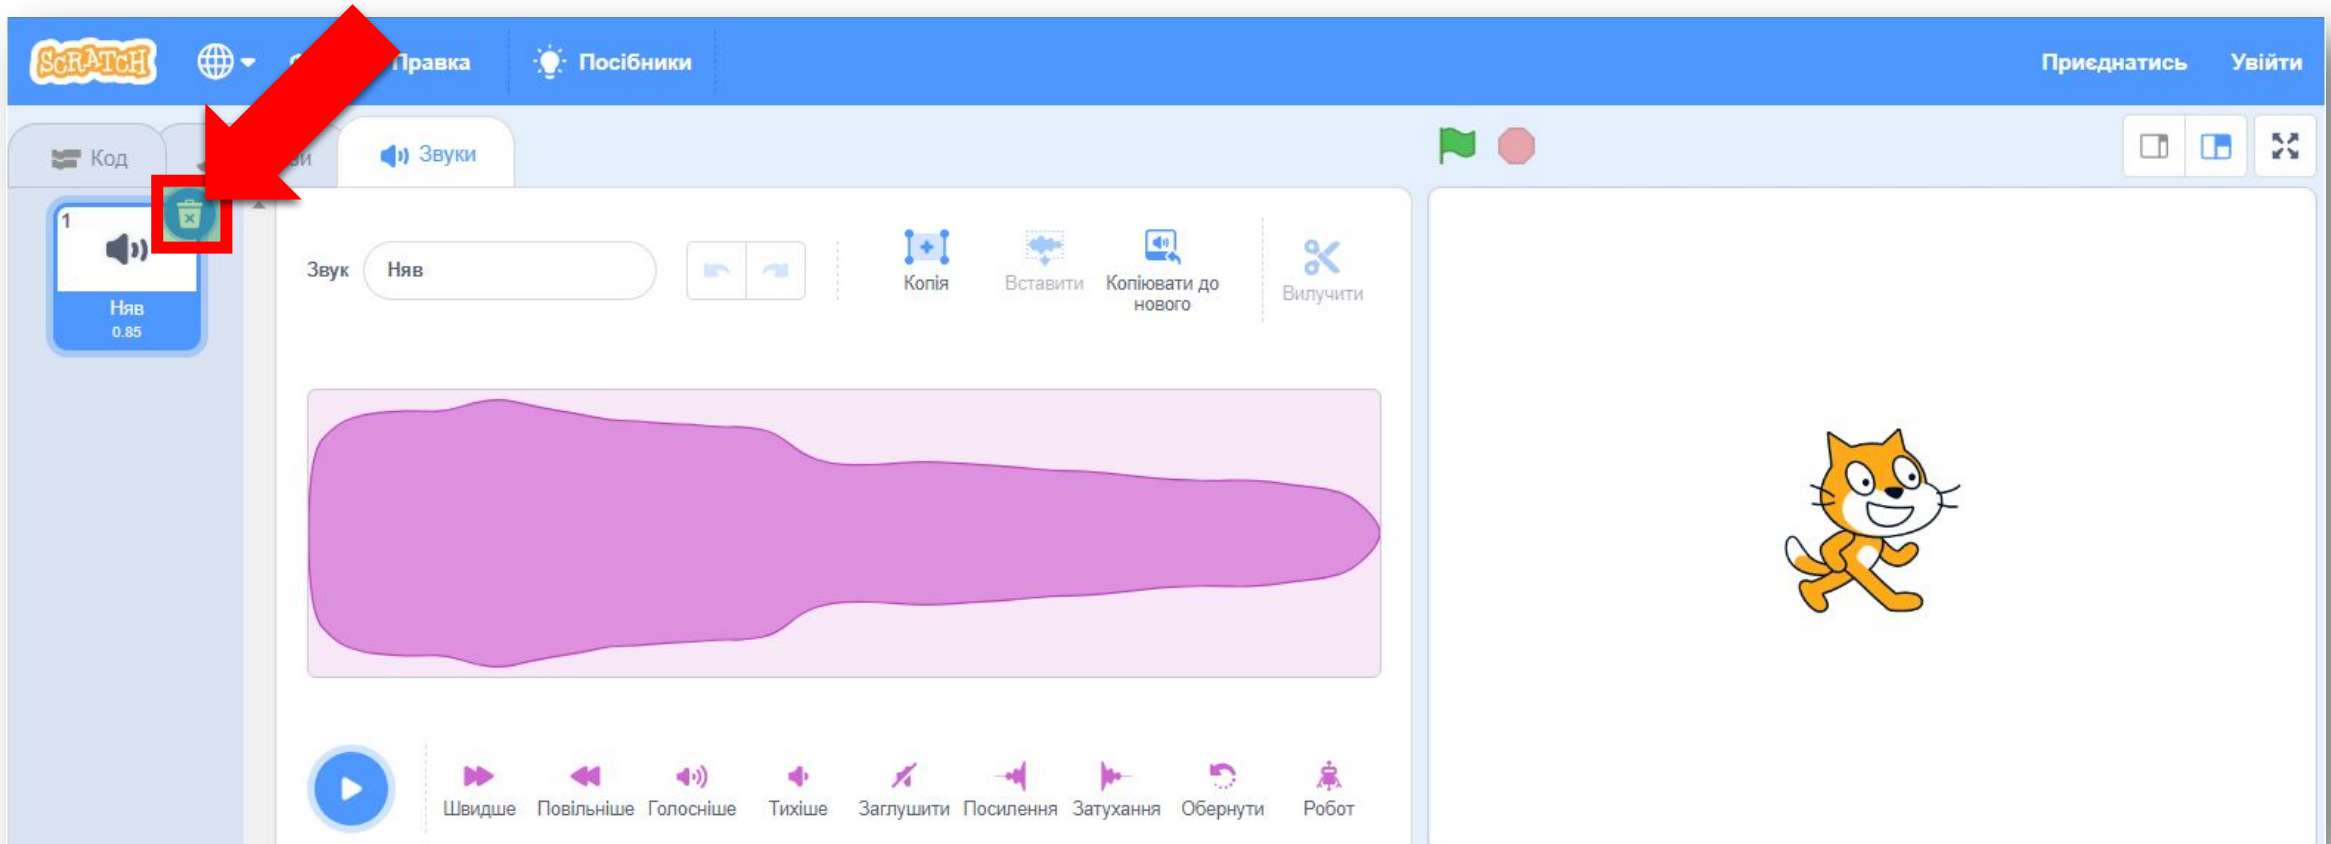 SCRATCH
Правка
Посібники
Приєднатись
Увійти
Код
Звуки
1
Няв
0.85
Звук
Няв
Копія
Вставити
Копіювати до
нового
Вилучити
Швидше
Повільніше
Голосніше
Тихіше
Заглушити
Посилення
Затухання
Обернути
Робот